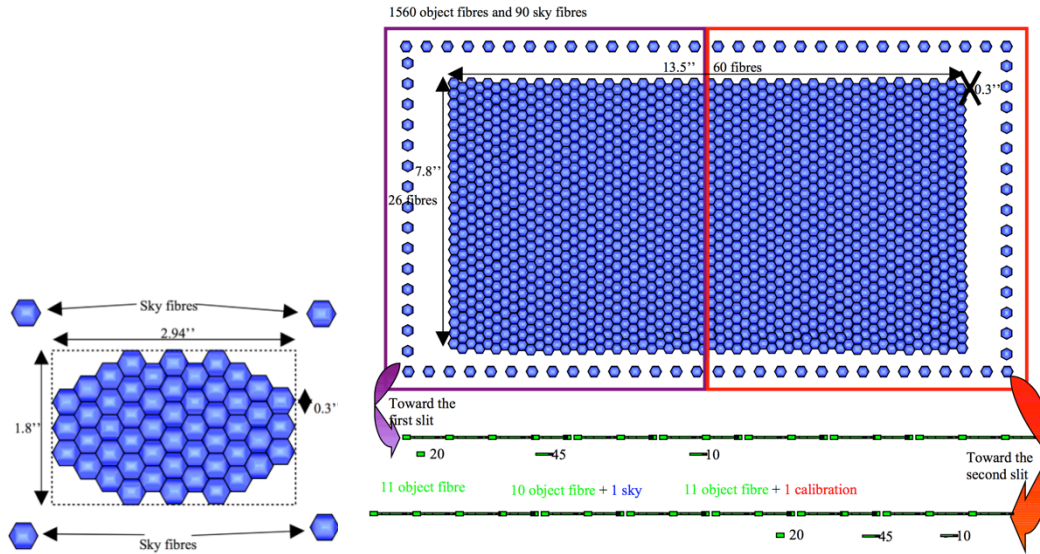 1560 object fibres and 90 sky fibres
13.5’’ 60 fibres
0.3’’
7.8’’
26 fibres
Sky fibres
2.94’’
1.8’’
0.3’’
Sky fibres
Toward the
first slit
Toward the
second slit
20 45 10
11 object fibre 10 object fibre + 1 sky 11 object fibre + 1 calibration
20 45 10